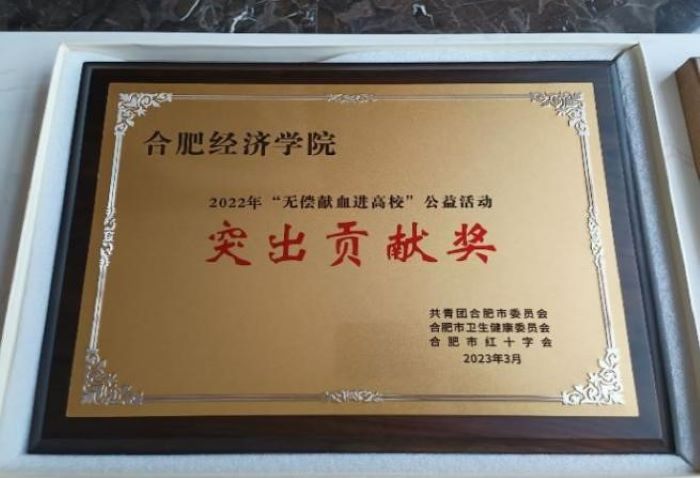 合肥经济学院
2022年“无偿献血进高校”公益活动
突出贡献奖
共青团合肥市委员会
合肥市卫生健康委员会
合肥市红十字会
2023年3月